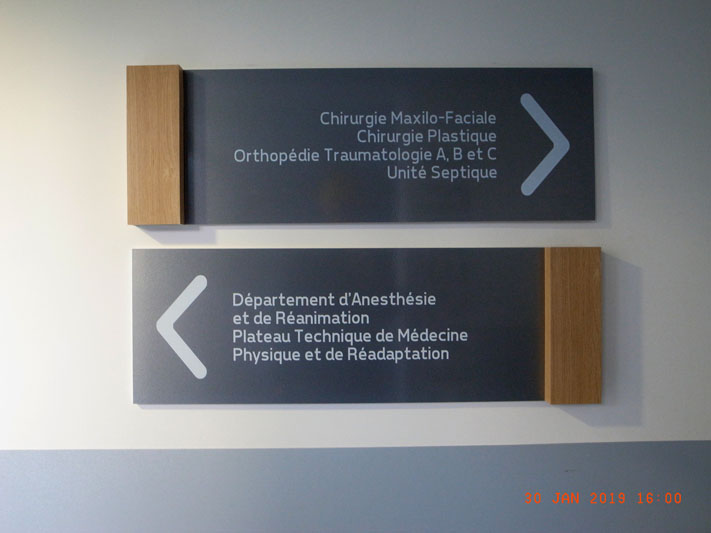 Chirurgie Maxilo-Faciale
Chirurgie Plastique
Orthopédie Traumatologie A, B et C
Unité Septique
Département d'Anesthésie
et de Réanimation
Plateau Technique de Médecine
Physique et de Réadaptation
30 JAN 2019 16:00